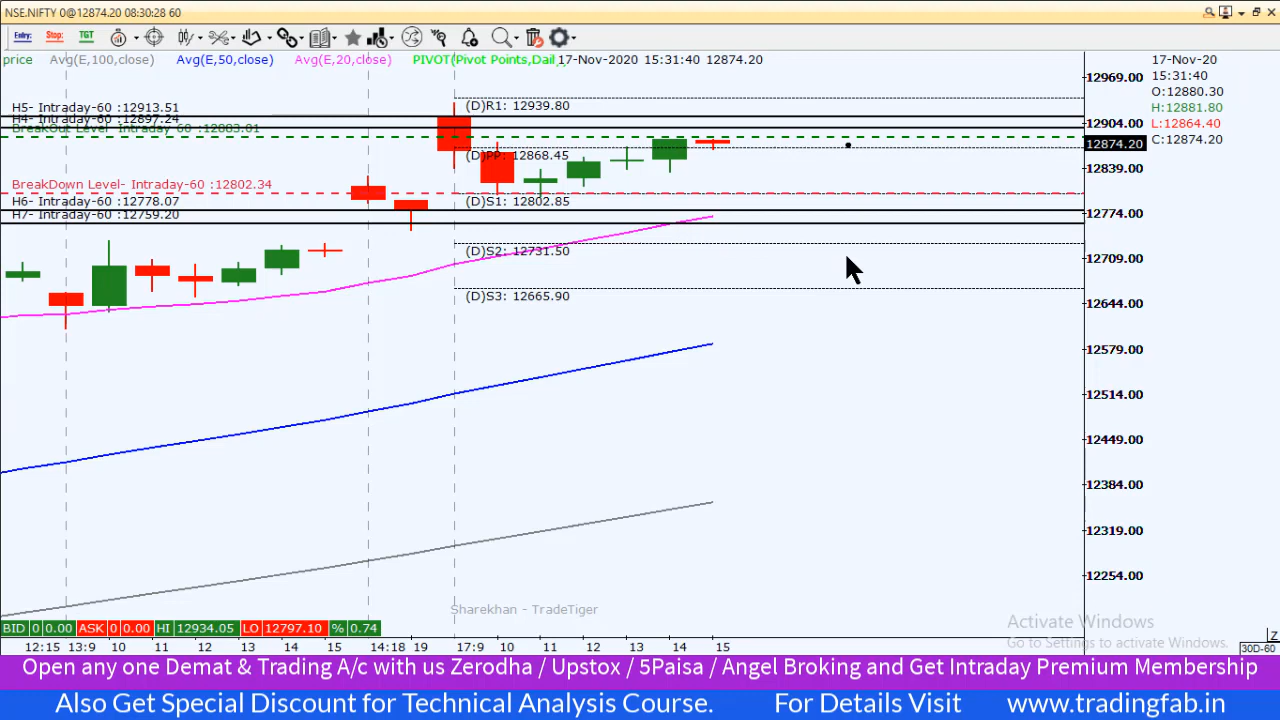 NSE.NIFTY 0@12874.20 08:30:28 60
Entry: Stop: TGT
price Avg(E,100,close) Avg(E,50,close) Avg(E,20,close) PIVOT(Pivot Points,Daily, 17-Nov-2020 15:31:40 12874.20
17-Nov-20
15:31:40
O:12880.30
H:12881.80
L:12864.40
C:12874.20
H5- Intraday-60 :12913.51
H4- Intraday-60 :12897.24
BreakOut Level- Intraday-60 :12883.01
BreakDown Level- Intraday-60 :12802.34
H6- Intraday-60 :12778.07
H7- Intraday-60 :12759.20
(D)R1: 12939.80
(D)PP: 12868.45
(D)S1: 12802.85
(D)S2: 12731.50
(D)S3: 12665.90
12969.00
12904.00
12874.20
12839.00
12774.00
12709.00
12644.00
12579.00
12514.00
12449.00
12384.00
12319.00
12254.00
Sharekhan - TradeTiger
Activate Windows
Go to Settings to activate Windows.
BID 0 0.00 ASK 0 0.00 HI 12934.05 LO 12797.10 % 0.74
12:15 13:9 10 11 12 13 14 15 14:18 19 17:9 10 11 12 13 14 15
Z
30D-60
Open any one Demat & Trading A/c with us Zerodha / Upstox / 5Paisa / Angel Broking and Get Intraday Premium Membership
Also Get Special Discount for Technical Analysis Course. For Details Visit www.tradingfab.in